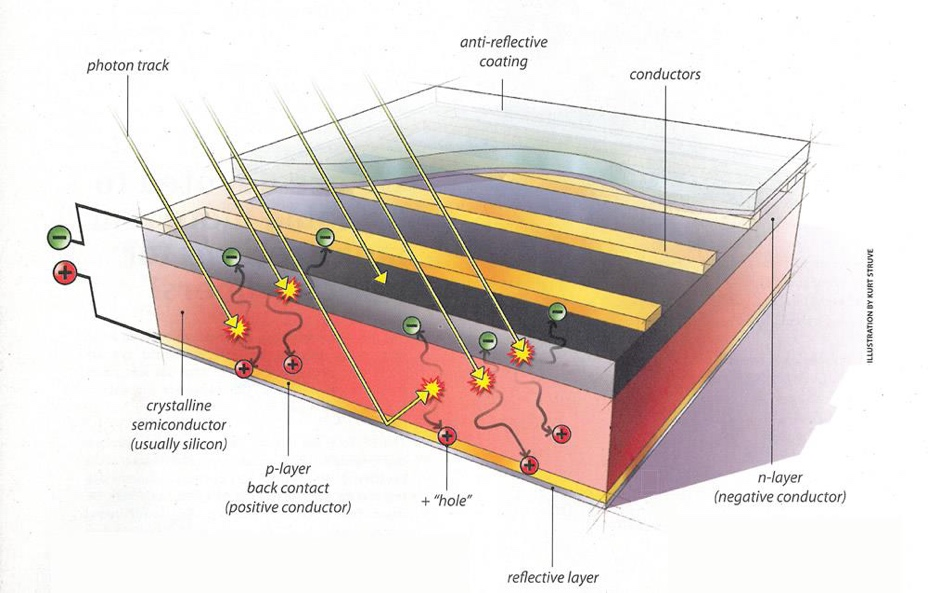 photon track
anti-reflective
coating
conductors
−
+
−
−
−
−
−
+
+
+
+
+
crystalline
semiconductor
(usually silicon)
p-layer
back contact
(positive conductor)
+ “hole”
n-layer
(negative conductor)
reflective layer
ILLUSTRATION BY KURT STRUVE